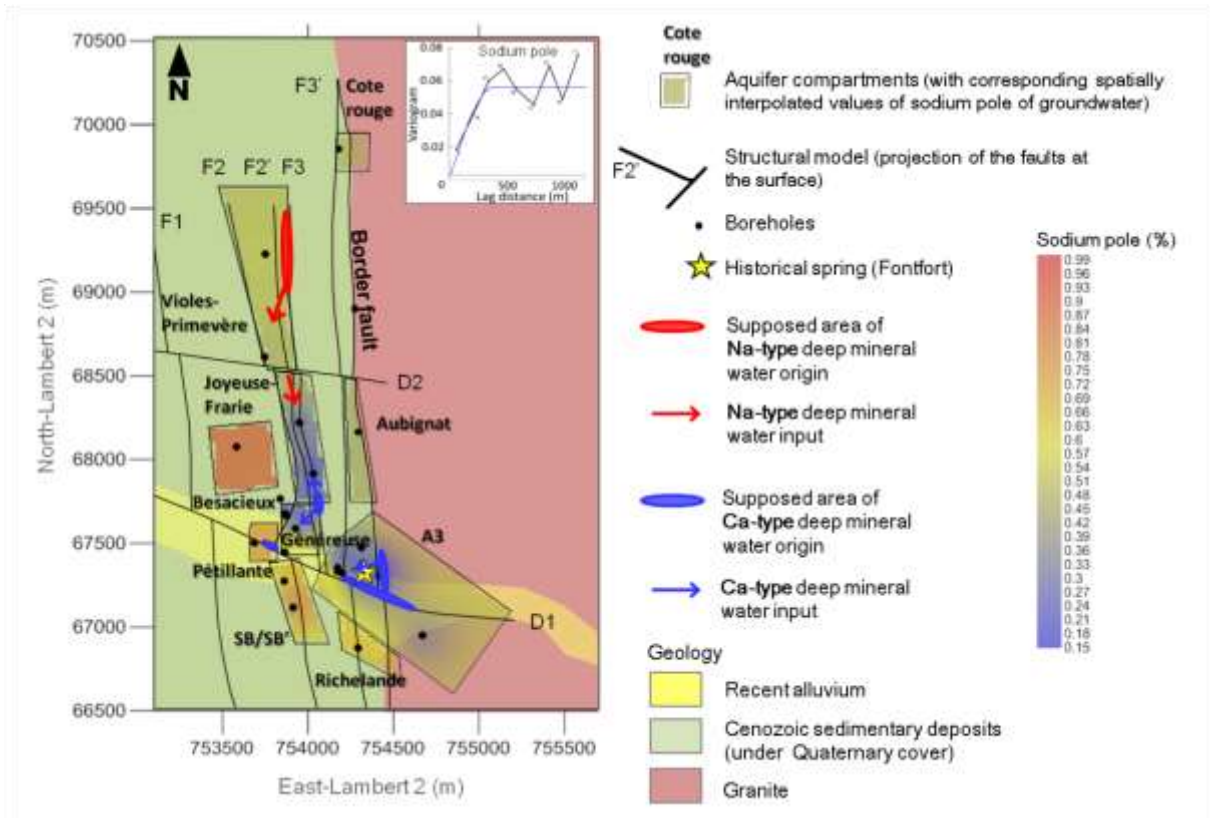 70500
70000
69500
69000
68500
68000
67500
67000
66500
North-Lambert 2 (m)
753500
754000
754500
755000
755500
East-Lambert 2 (m)
N
F3'
Cote
rouge
F2
F2'
F3
F1
Border fault
Violes-
Primevère
D2
Joyeuse-
Frarie
Aubignat
Besacieux
A3
Généreuse
Pétillante
D1
SB/SB'
Richelande
Sodium pole
0.08
0.06
0.04
0.02
0
500
1000
Variogram
Lag distance (m)
Cote
rouge
Aquifer compartments (with corresponding spatially
interpolated values of sodium pole of groundwater)
F2'
Structural model (projection of the faults at
the surface)
Boreholes
Historical spring (Fontfort)
Supposed area of
Na-type deep mineral
water origin
Na-type deep mineral
water input
Supposed area of
Ca-type deep mineral
water origin
Ca-type deep mineral
water input
Geology
Recent alluvium
Cenozoic sedimentary deposits
(under Quaternary cover)
Granite
Sodium pole (%)
0.99
0.96
0.93
0.9
0.87
0.84
0.81
0.78
0.75
0.72
0.69
0.66
0.63
0.6
0.57
0.54
0.51
0.48
0.45
0.42
0.39
0.36
0.33
0.3
0.27
0.24
0.21
0.18
0.15